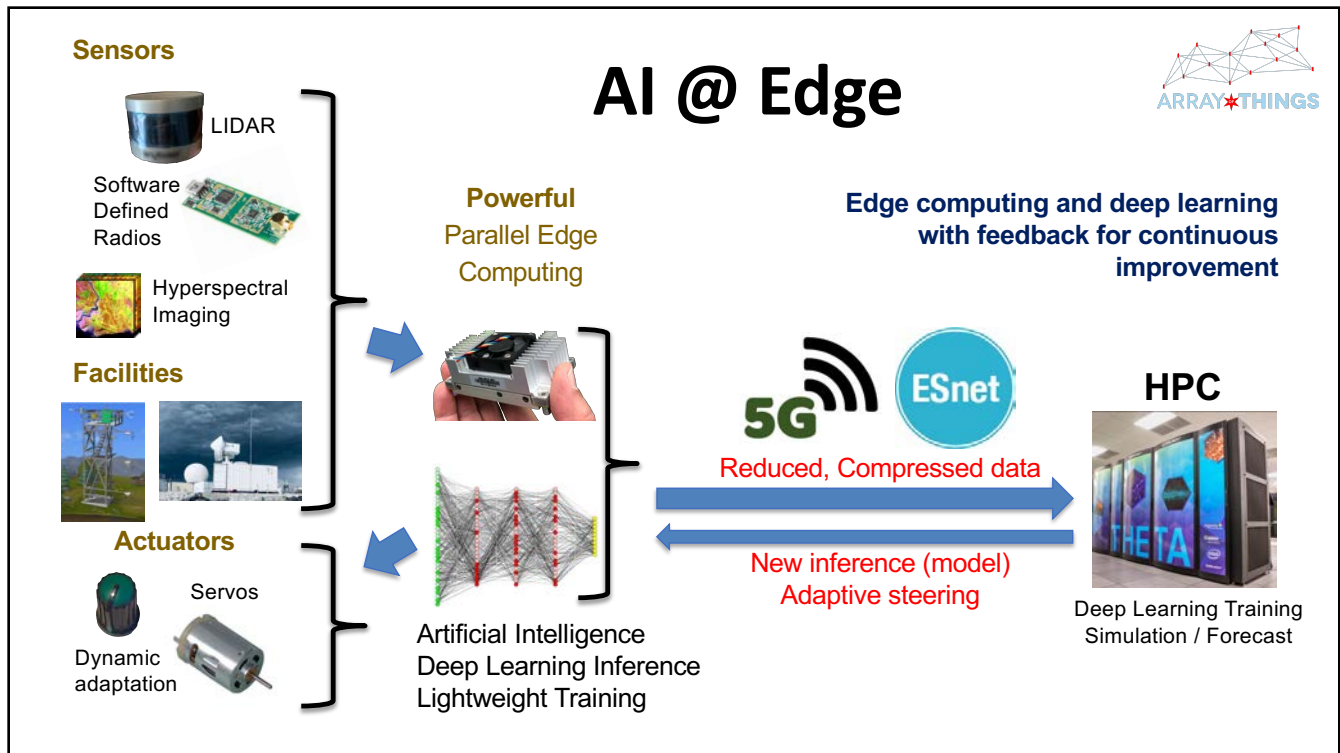 Sensors
AI @ Edge
ARRAY THINGS
LIDAR
Software
Defined
Radios
Hyperspectral
Imaging
Facilities
Actuators
Servos
Dynamic
adaptation
Powerful
Parallel Edge
Computing
Artificial Intelligence
Deep Learning Inference
Lightweight Training
Edge computing and deep learning
with feedback for continuous
improvement
5G
ESnet
Reduced, Compressed data
New inference (model)
Adaptive steering
HPC
THETA
Deep Learning Training
Simulation / Forecast